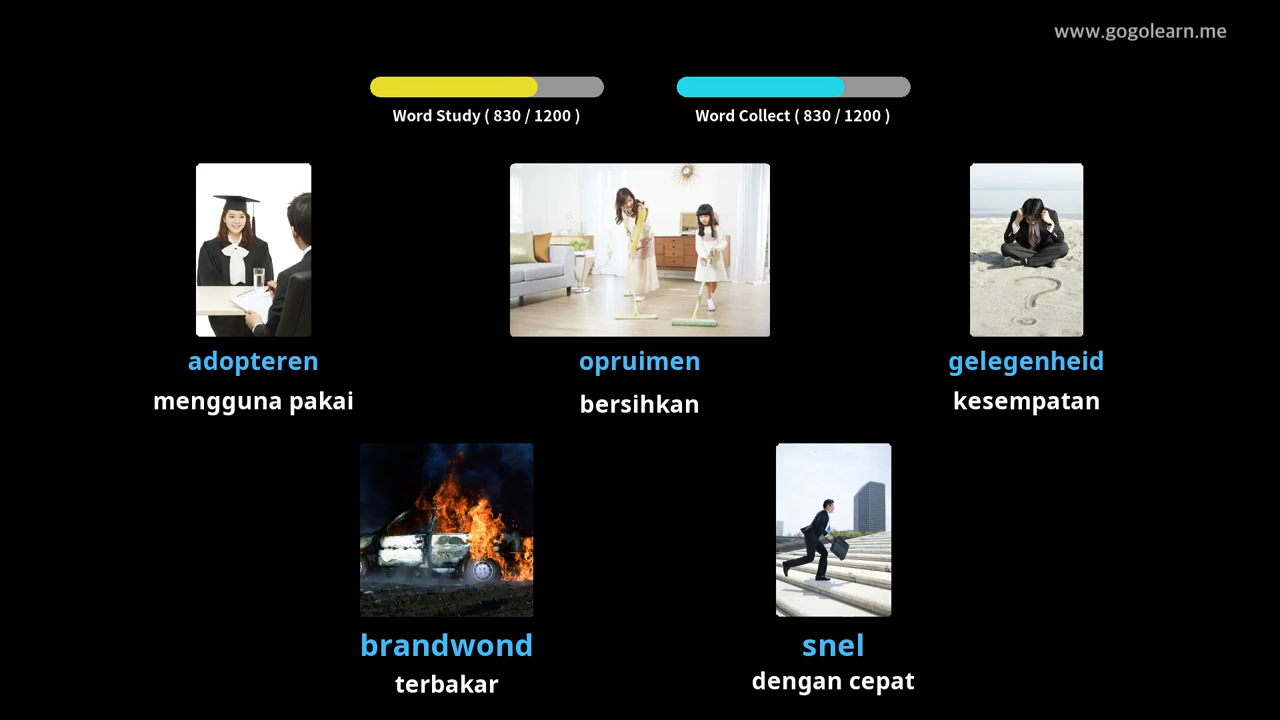 www.gogolearn.me
Word Study ( 830 / 1200 )
Word Collect ( 830 / 1200 )
adopteren
mengguna pakai
opruimen
bersihkan
gelegenheid
kesempatan
brandwond
terbakar
snel
dengan cepat